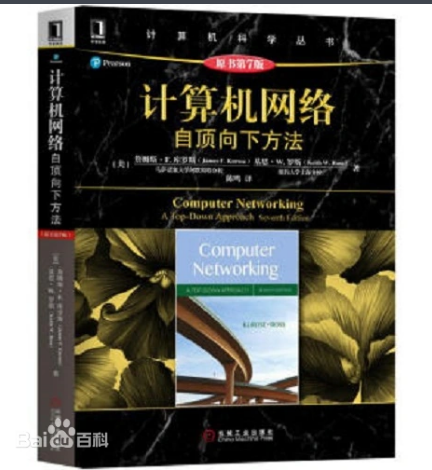 计算机科学丛书
Pearson
原书第7版
计算机网络
自顶向下方法
[美] 詹姆斯·F. 库罗斯 (James F. Kurose) 基思·W. 罗斯 (Keith W. Ross) 著
陈鸣 译
Computer Networking
A Top-Down Approach Seventh Edition
Computer
Networking
A TOP-DOWN APPROACH
机械工业出版社
China Machine Press
计算机网络
自顶向下方法
Baidu百科